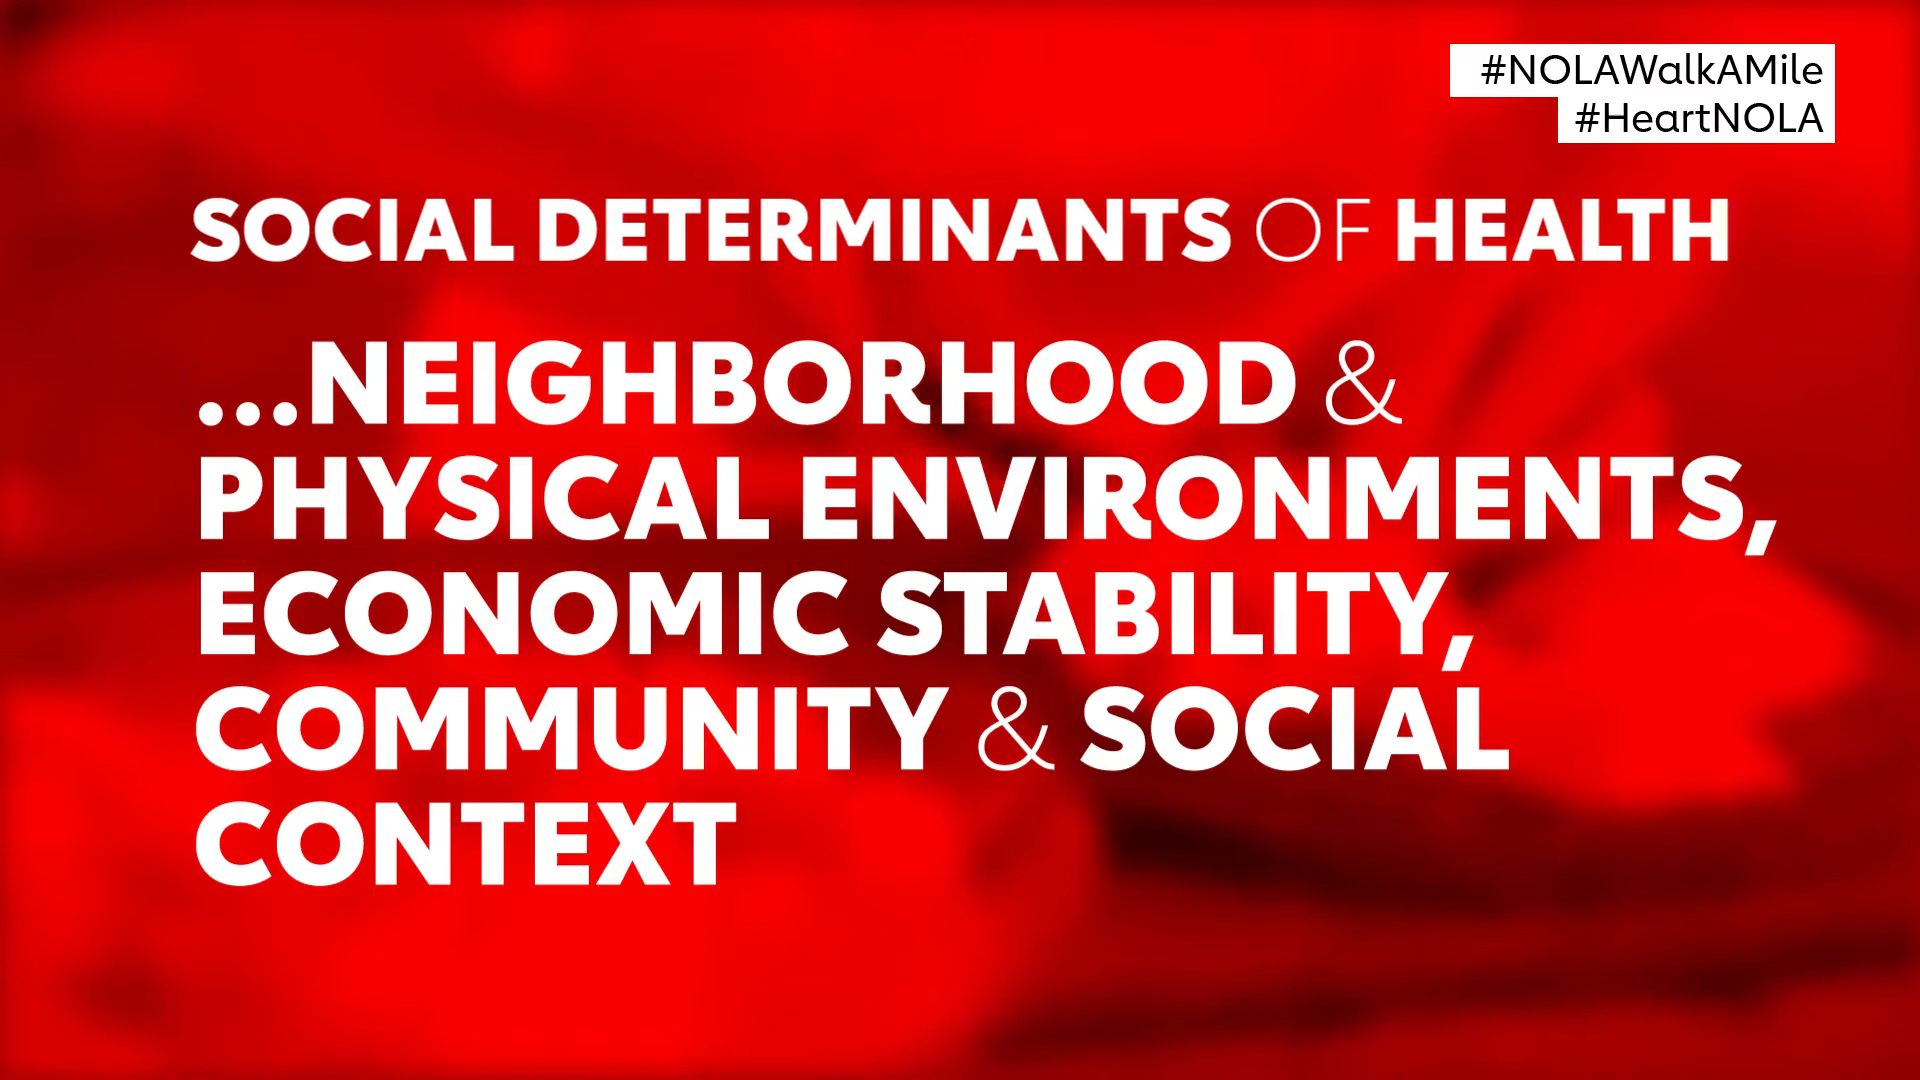 #NOLAWalkAMile
#HeartNOLA
SOCIAL DETERMINANTS OF HEALTH
...NEIGHBORHOOD &
PHYSICAL ENVIRONMENTS,
ECONOMIC STABILITY,
COMMUNITY & SOCIAL
CONTEXT